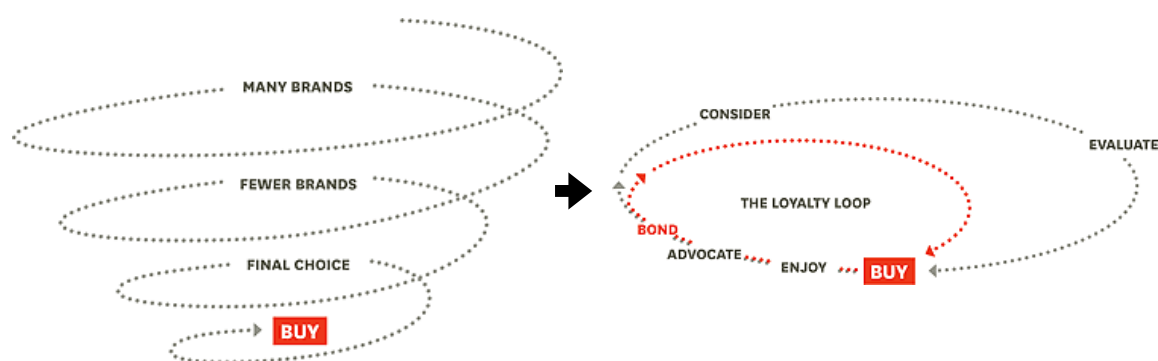 MANY BRANDS
FEWER BRANDS
FINAL CHOICE
BUY
CONSIDER
EVALUATE
THE LOYALTY LOOP
BOND
ADVOCATE
ENJOY
BUY